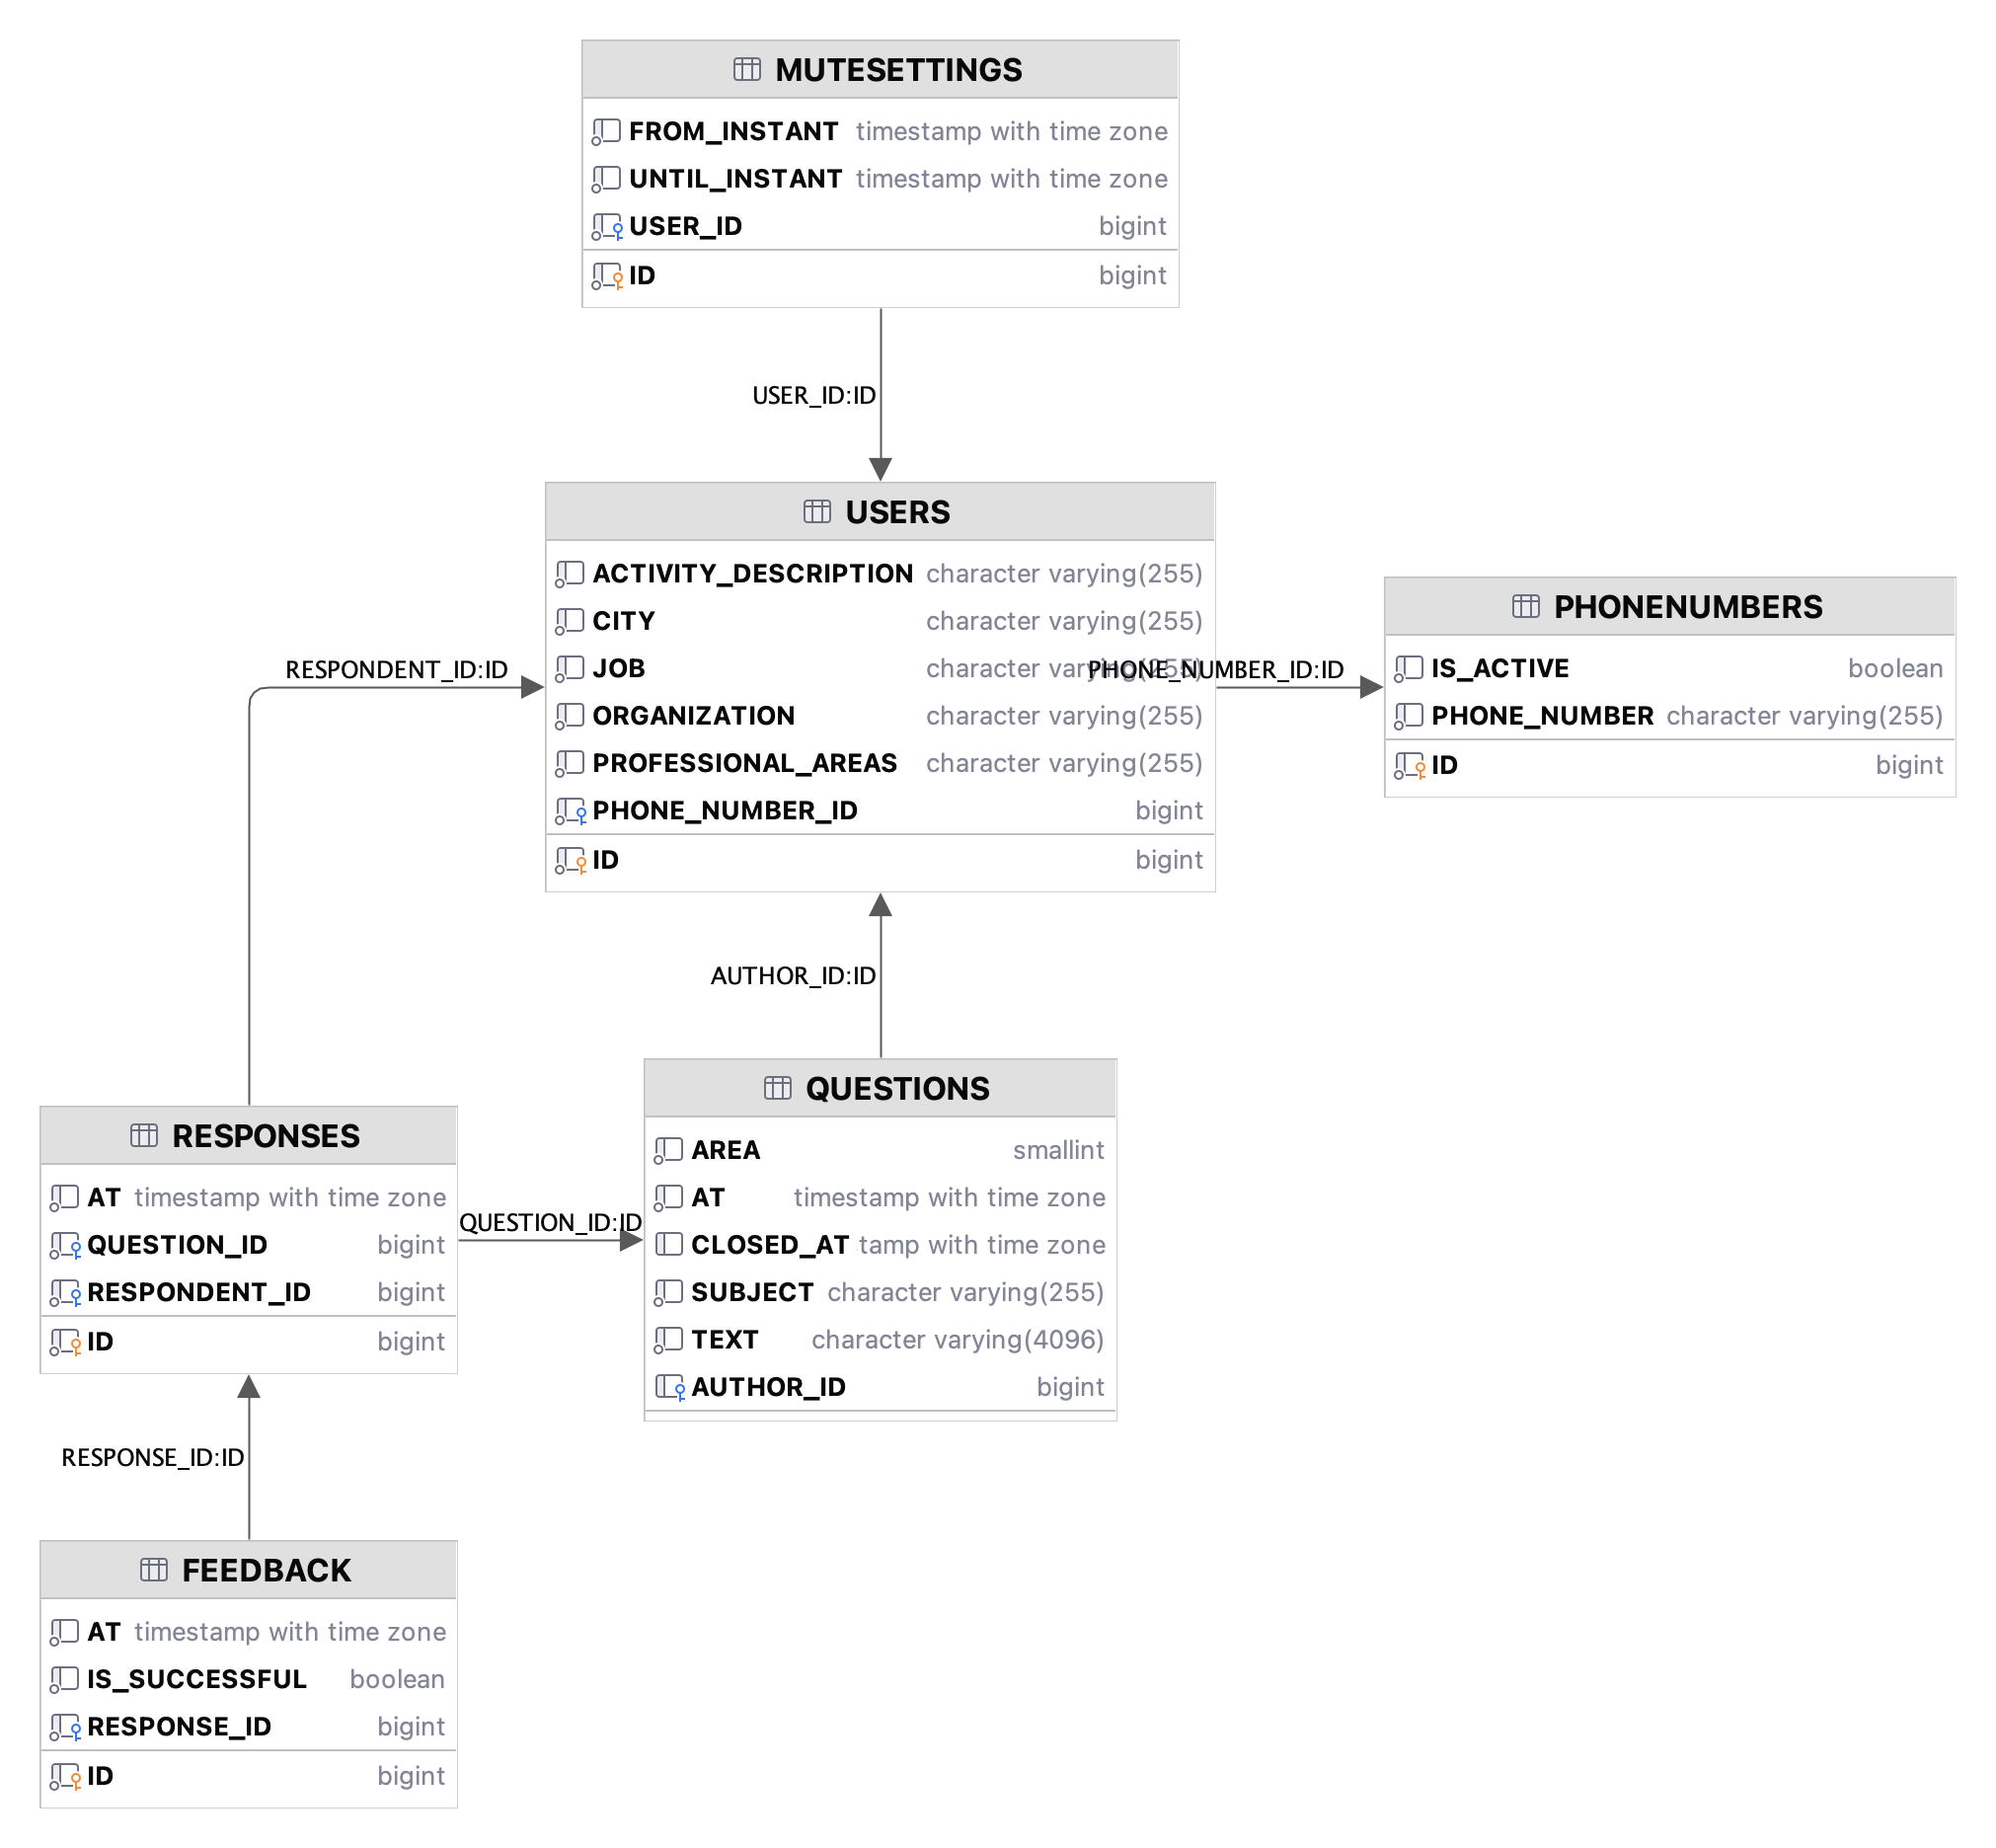 MUTESETTINGS
FROM_INSTANT timestamp with time zone
UNTIL_INSTANT timestamp with time zone
USER_ID bigint
ID bigint
USER_ID:ID
USERS
ACTIVITY_DESCRIPTION character varying(255)
CITY character varying(255)
JOB character varying(255)
ORGANIZATION character varying(255)
PROFESSIONAL_AREAS character varying(255)
PHONE_NUMBER_ID bigint
ID bigint
PHONE_NUMBER_ID:ID
PHONENUMBERS
IS_ACTIVE boolean
PHONE_NUMBER character varying(255)
ID bigint
RESPONDENT_ID:ID
AUTHOR_ID:ID
RESPONSES
AT timestamp with time zone
QUESTION_ID bigint
RESPONDENT_ID bigint
ID bigint
QUESTION_ID:ID
QUESTIONS
AREA smallint
AT timestamp with time zone
CLOSED_AT tamp with time zone
SUBJECT character varying(255)
TEXT character varying(4096)
AUTHOR_ID bigint
RESPONSE_ID:ID
FEEDBACK
AT timestamp with time zone
IS_SUCCESSFUL boolean
RESPONSE_ID bigint
ID bigint